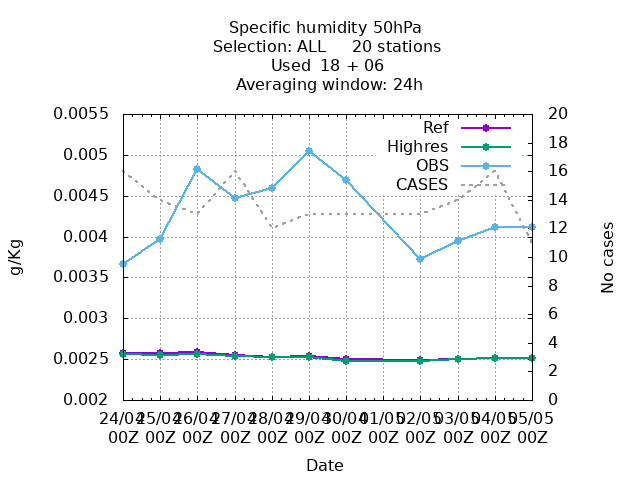 Specific humidity 50hPa
Selection: ALL     20 stations
Used  18 + 06
Averaging window: 24h
0.0055
0.005
0.0045
0.004
0.0035
0.003
0.0025
0.002
g/Kg
20
18
16
14
12
10
8
6
4
2
0
No cases
Ref
Highres
OBS
CASES
24/04 25/04 26/04 27/04 28/04 29/04 30/04 01/05 02/05 03/05 04/05 05/05
00Z 00Z 00Z 00Z 00Z 00Z 00Z 00Z 00Z 00Z 00Z 00Z
Date